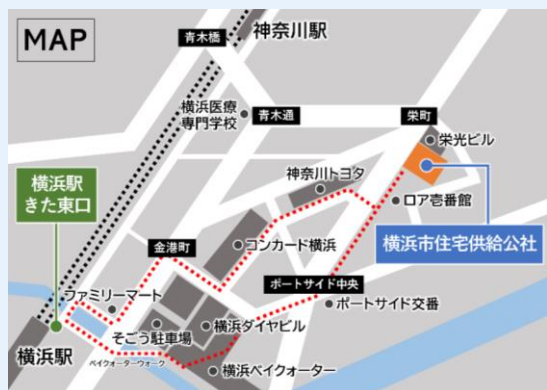 MAP
青木橋
神奈川駅
横浜医療
専門学校
青木通
栄町
栄光ビル
神奈川トヨタ
ロア壱番館
横浜駅
きた東口
横浜市住宅供給公社
金港町
コンカード横浜
ポートサイド中央
ファミリーマート
ポートサイド交番
そごう駐車場
横浜ダイヤビル
横浜駅
ベイクォーターウォーク
横浜ベイクォーター